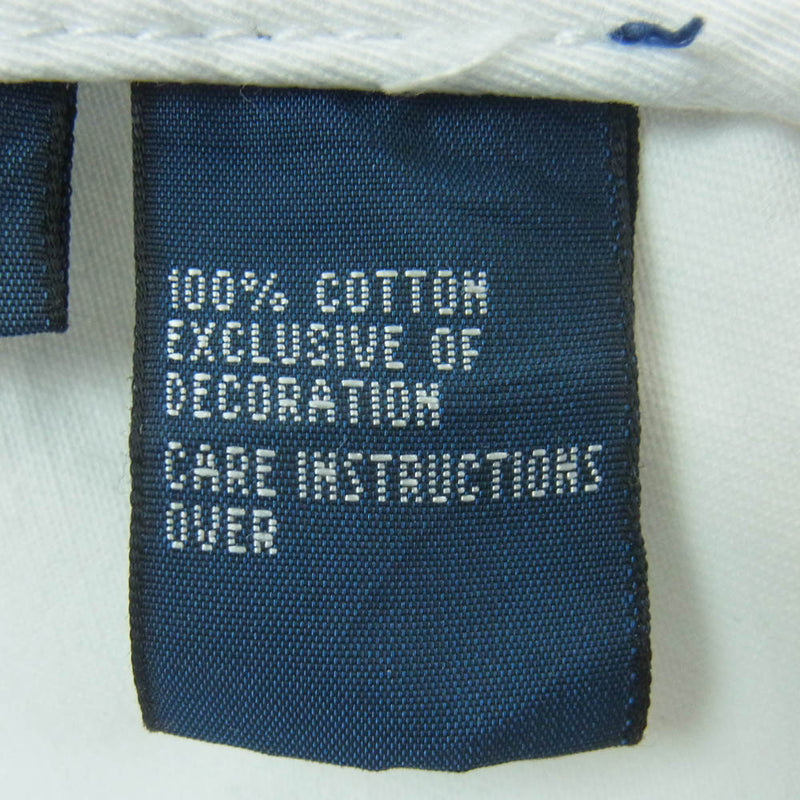 100% COTTON
EXCLUSIVE OF
DECORATION
CARE INSTRUCTIONS
OVER